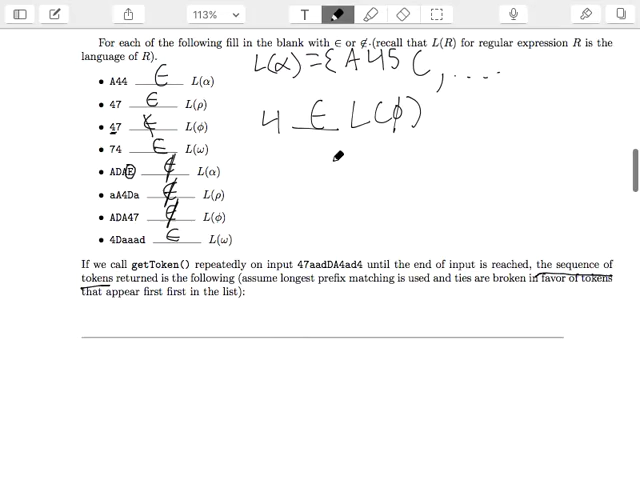 113%
For each of the following fill in the blank with ∈ or ∉ (recall that L(R) for regular expression R is the
language of R).
L(α) = { A45 C, ....
• A44 ∈ L(α)
• 47 ∈ L(ρ)
4 ∈ L(ϕ)
• 47 ∉ L(ϕ)
• 74 ∈ L(ω)
• ADAE ∉ L(α)
• aA4Da ∉ L(ρ)
• ADA47 ∉ L(ϕ)
• 4Daaad ∈ L(ω)
If we call getToken() repeatedly on input 47aadDA4ad4 until the end of input is reached, the sequence of
tokens returned is the following (assume longest prefix matching is used and ties are broken in favor of tokens
that appear first first in the list):